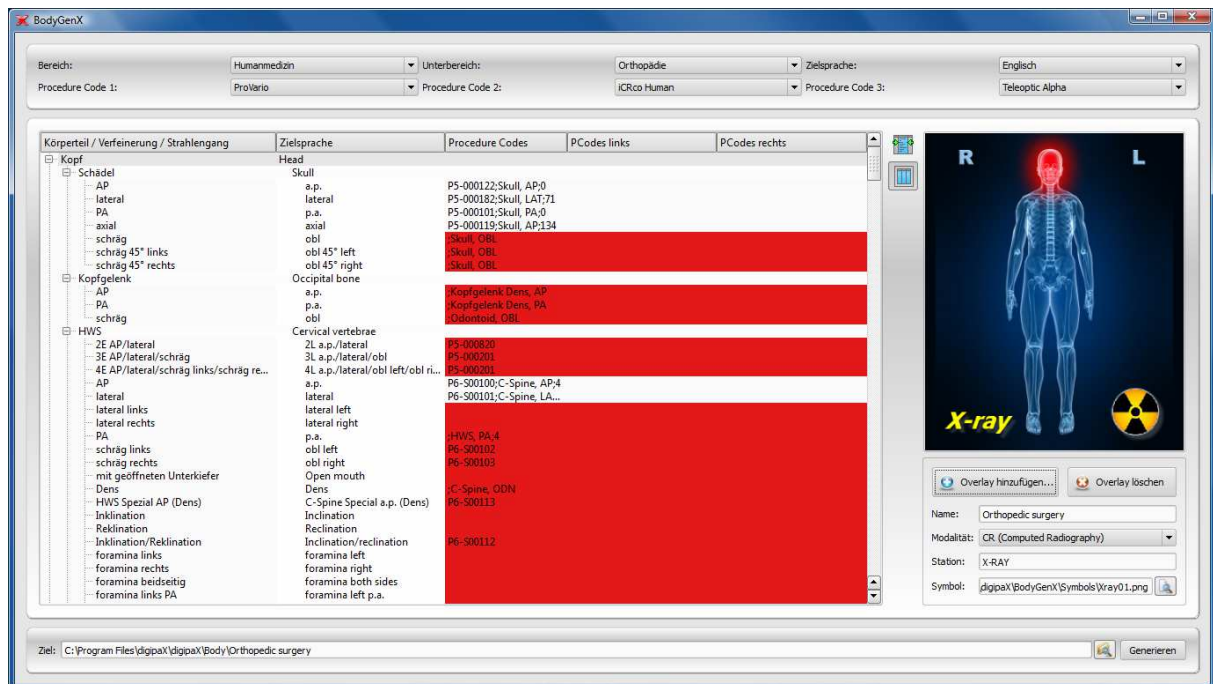 BodyGenX
Bereich: Humanmedizin Unterbereich: Orthopädie Zielsprache: Englisch
Procedure Code 1: ProVario Procedure Code 2: iCRco Human Procedure Code 3: Teleoptic Alpha
Körperteil / Verfeinerung / Strahlengang Zielsprache Procedure Codes PCodes links PCodes rechts
Kopf Head
Schädel Skull
AP a.p. P5-000122;Skull, AP;0
lateral lateral P5-000182;Skull, LAT;71
PA p.a. P5-000101;Skull, PA;0
axial axial P5-000119;Skull, AP;134
schräg obl ;Skull, OBL
schräg 45° links obl 45° left ;Skull, OBL
schräg 45° rechts obl 45° right ;Skull, OBL
Kopfgelenk Occipital bone
AP a.p. ;Kopfgelenk Dens, AP
PA p.a. ;Kopfgelenk Dens, PA
schräg obl ;Odontoid, OBL
HWS Cervical vertebrae
2E AP/lateral 2L a.p./lateral P5-000820
3E AP/lateral/schräg 3L a.p./lateral/obl P5-000201
4E AP/lateral/schräg links/schräg re... 4L a.p./lateral/obl left/obl ri... P5-000201
AP a.p. P6-S00100;C-Spine, AP;4
lateral lateral P6-S00101;C-Spine, LA...
lateral links lateral left
lateral rechts lateral right
PA p.a. ;HWS, PA;4
schräg links obl left P6-S00102
schräg rechts obl right P6-S00103
mit geöffneten Unterkiefer Open mouth
Dens Dens ;C-Spine, ODN
HWS Spezial AP (Dens) C-Spine Special a.p. (Dens) P6-S00113
Inklination Inclination
Reklination Reclination
Inklination/Reklination Inclination/reclination P6-S00112
foramina links foramina left
foramina rechts foramina right
foramina beidseitig foramina both sides
foramina links PA foramina left p.a.
R L
X-ray
Overlay hinzufügen... Overlay löschen
Name: Orthopedic surgery
Modalität: CR (Computed Radiography)
Station: X-RAY
Symbol: digipaX\BodyGenX\Symbols\Xray01.png
Ziel: C:\Program Files\digipaX\digipaX\Body\Orthopedic surgery Generieren